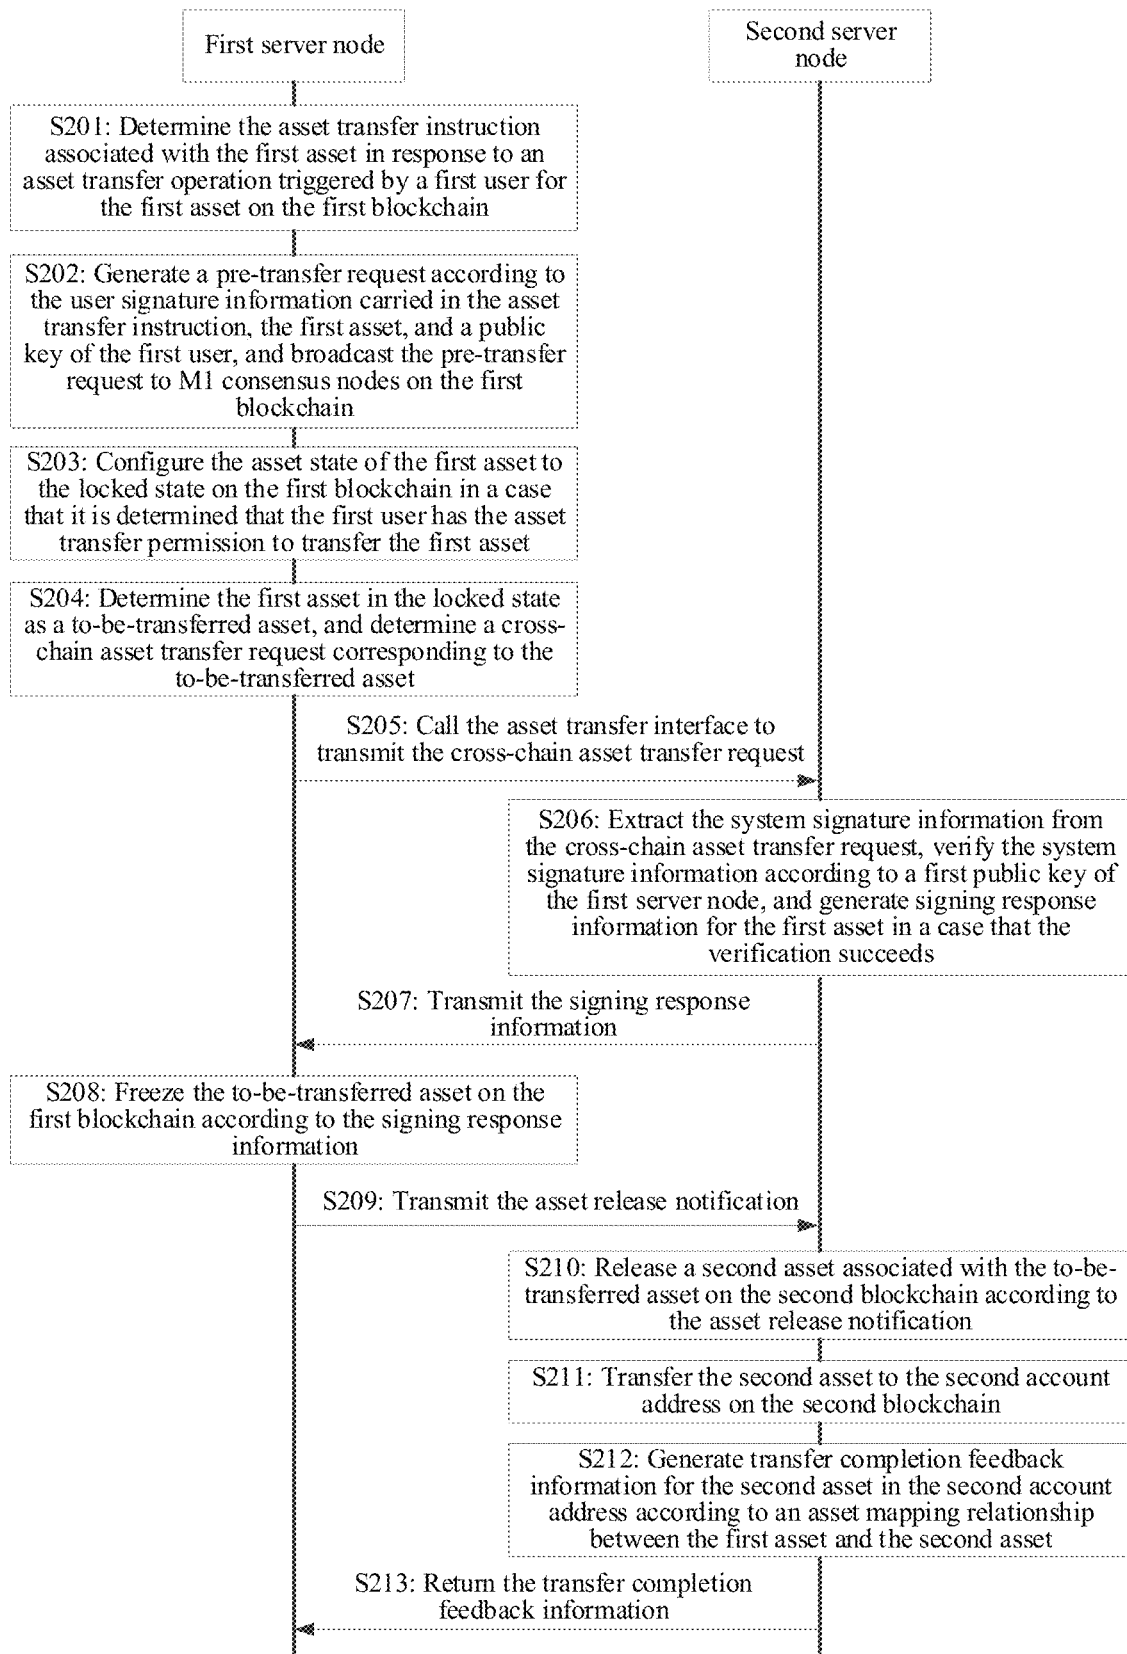 First server node
Second server
node
S201: Determine the asset transfer instruction
associated with the first asset in response to an
asset transfer operation triggered by a first user for
the first asset on the first blockchain
S202: Generate a pre-transfer request according to
the user signature information carried in the asset
transfer instruction, the first asset, and a public
key of the first user, and broadcast the pre-transfer
request to M1 consensus nodes on the first
blockchain
S203: Configure the asset state of the first asset to
the locked state on the first blockchain in a case
that it is determined that the first user has the asset
transfer permission to transfer the first asset
S204: Determine the first asset in the locked state
as a to-be-transferred asset, and determine a cross-
chain asset transfer request corresponding to the
to-be-transferred asset
S205: Call the asset transfer interface to
transmit the cross-chain asset transfer request
S206: Extract the system signature information from
the cross-chain asset transfer request, verify the system
signature information according to a first public key of
the first server node, and generate signing response
information for the first asset in a case that the
verification succeeds
S207: Transmit the signing response
information
S208: Freeze the to-be-transferred asset on the
first blockchain according to the signing response
information
S209: Transmit the asset release notification
S210: Release a second asset associated with the to-be-
transferred asset on the second blockchain according to
the asset release notification
S211: Transfer the second asset to the second account
address on the second blockchain
S212: Generate transfer completion feedback
information for the second asset in the second account
address according to an asset mapping relationship
between the first asset and the second asset
S213: Return the transfer completion
feedback information